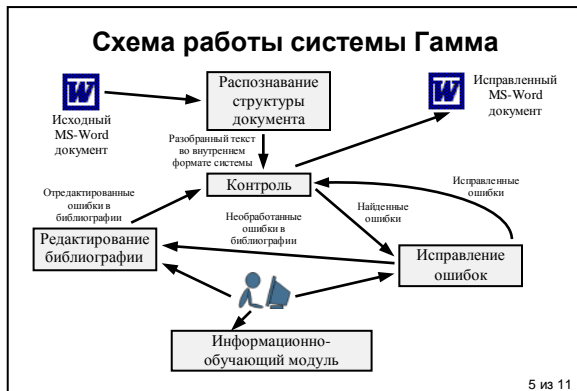 Схема работы системы Гамма
W
Исходный
MS-Word
документ
Распознавание
структуры
документа
W
Исправленный
MS-Word
документ
Разобранный текст
во внутреннем
формате системы
Контроль
Отредактированные
ошибки в
библиографии
Необработанные
ошибки в
библиографии
Найденные
ошибки
Исправленные
ошибки
Редактирование
библиографии
Исправление
ошибок
Информационно-
обучающий модуль
5 из 11